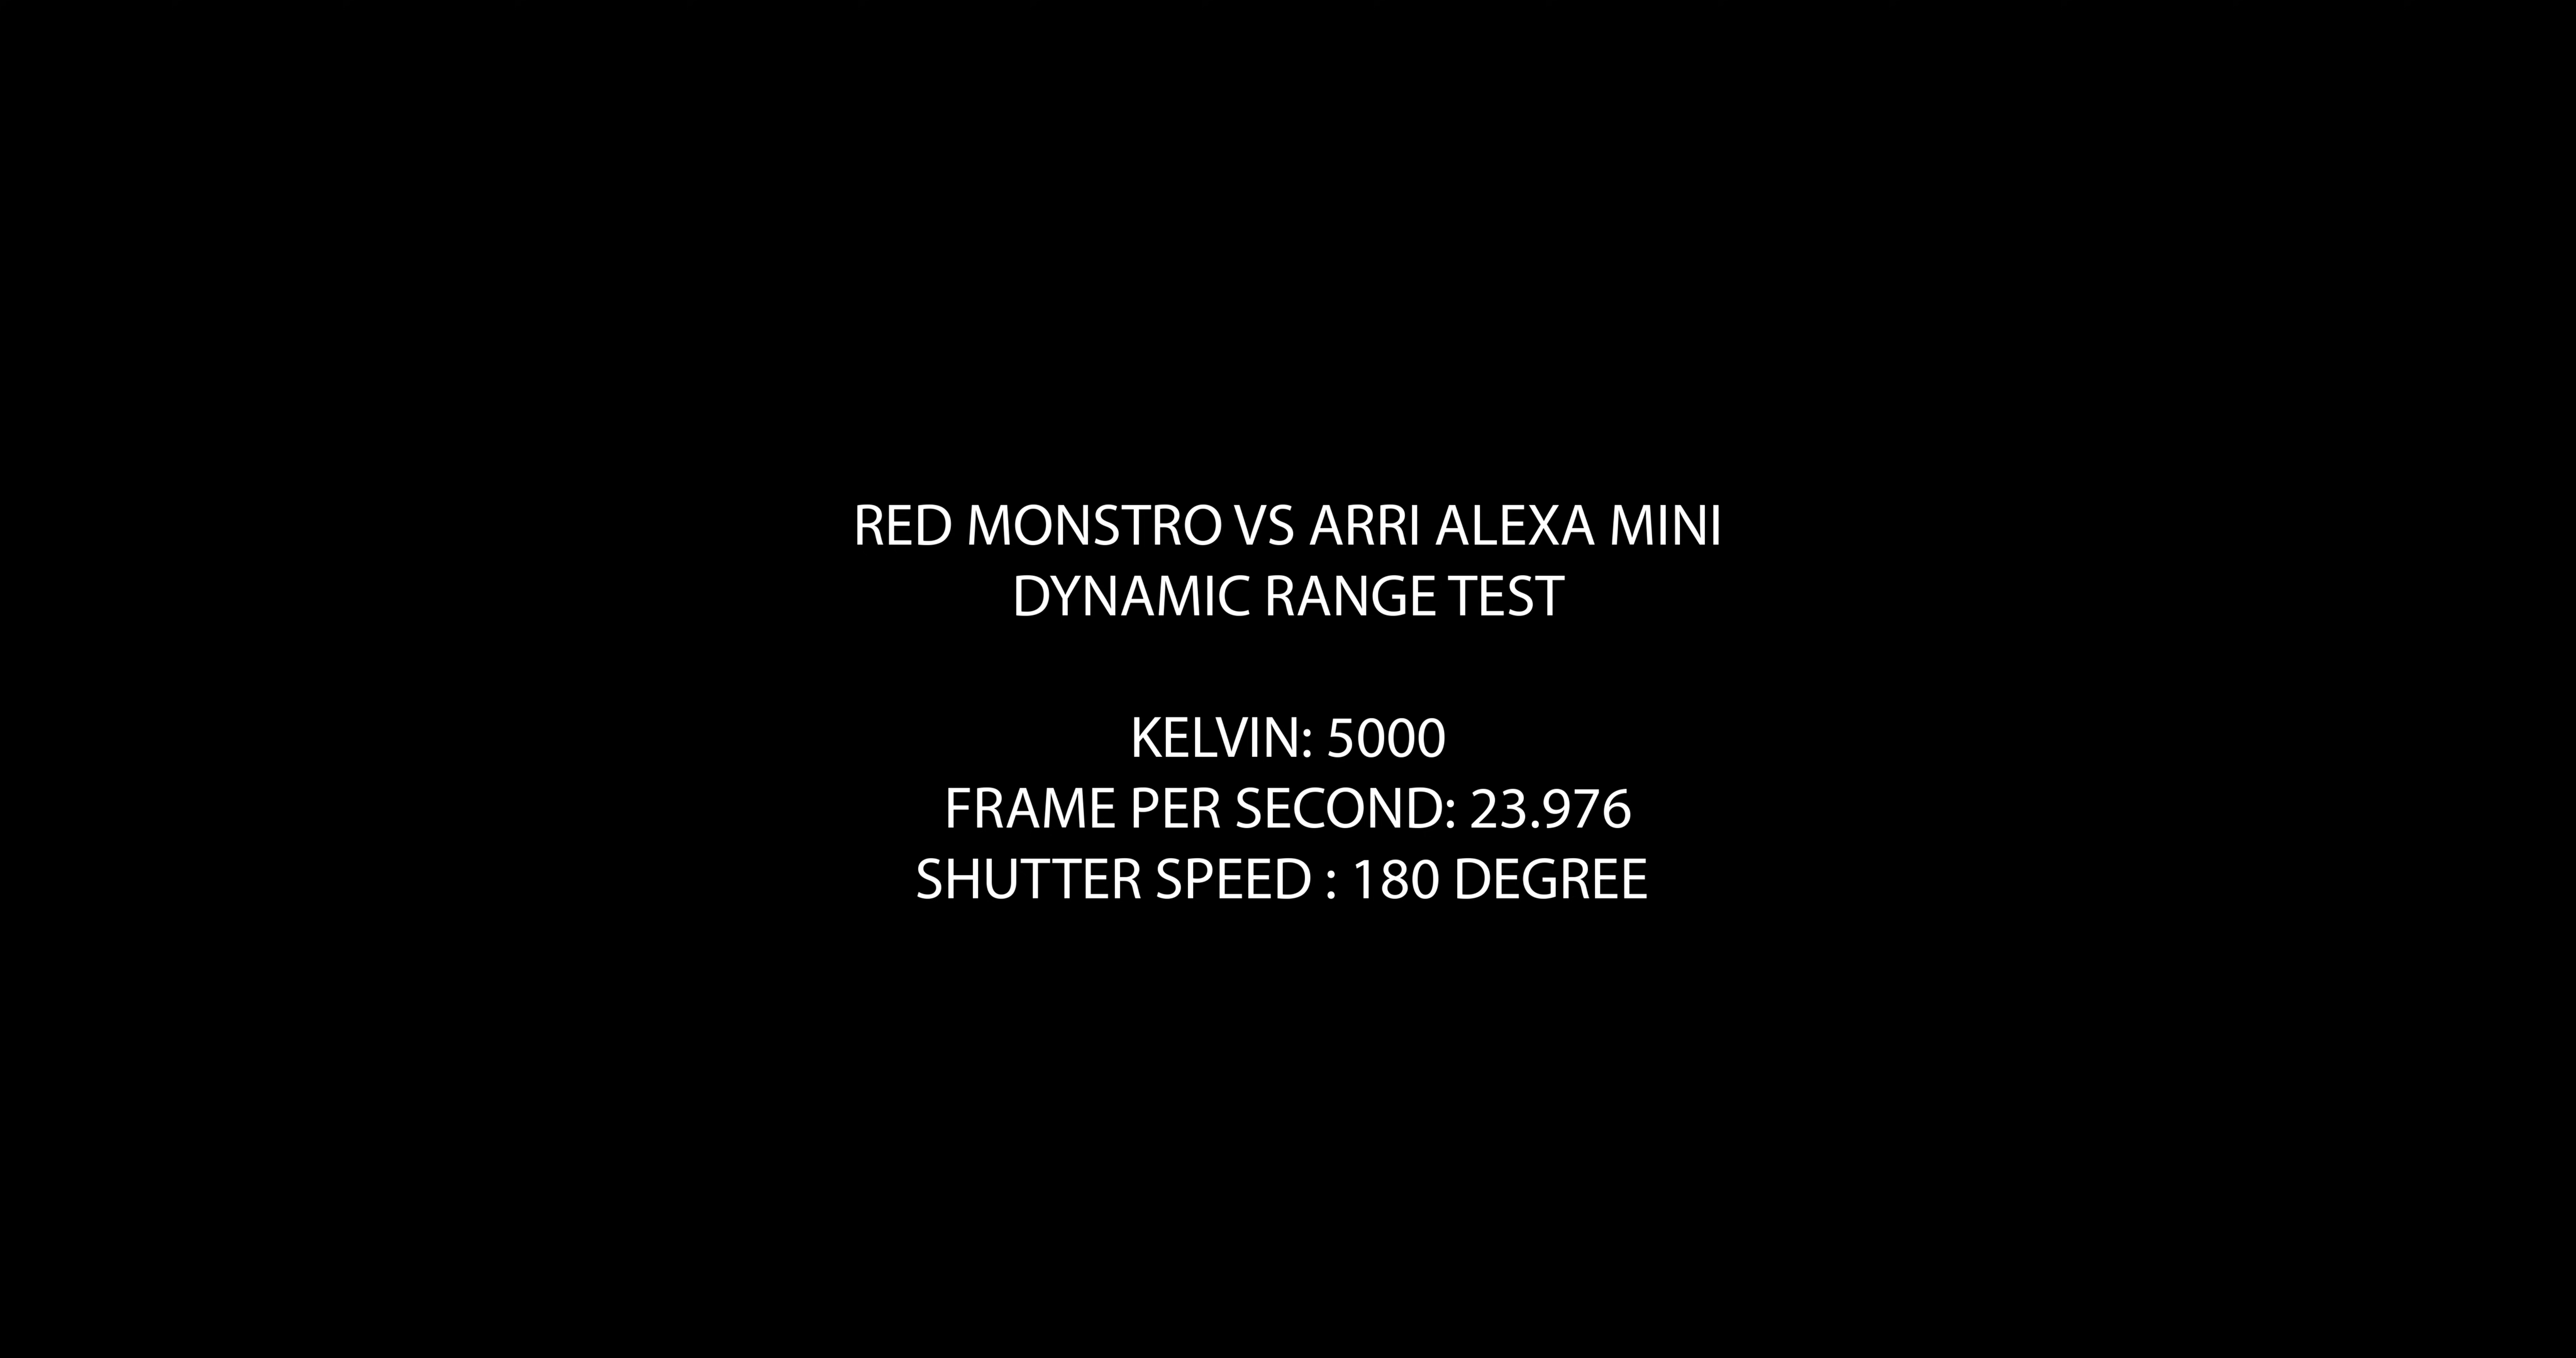 RED MONSTRO VS ARRI ALEXA MINI
DYNAMIC RANGE TEST
KELVIN: 5000
FRAME PER SECOND: 23.976
SHUTTER SPEED : 180 DEGREE